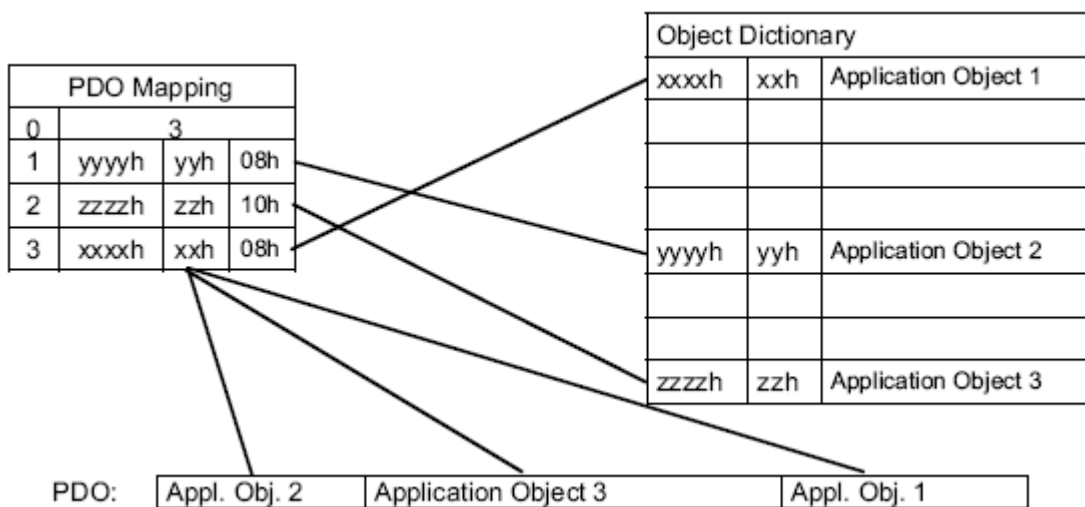 PDO Mapping
0 3
1 yyyyh yyh 08h
2 zzzzh zzh 10h
3 xxxxh xxh 08h
Object Dictionary
xxxxh xxh Application Object 1
yyyyh yyh Application Object 2
zzzzh zzh Application Object 3
PDO: Appl. Obj. 2 Application Object 3 Appl. Obj. 1